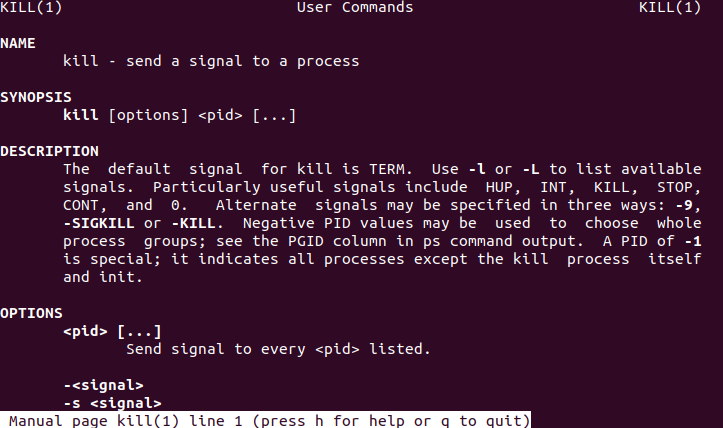 KILL(1) User Commands KILL(1)
NAME
kill - send a signal to a process
SYNOPSIS
kill [options] <pid> [...]
DESCRIPTION
The default signal for kill is TERM. Use -l or -L to list available
signals. Particularly useful signals include HUP, INT, KILL, STOP,
CONT, and 0. Alternate signals may be specified in three ways: -9,
-SIGKILL or -KILL. Negative PID values may be used to choose whole
process groups; see the PGID column in ps command output. A PID of -1
is special; it indicates all processes except the kill process itself
and init.
OPTIONS
<pid> [...]
Send signal to every <pid> listed.
-<signal>
-s <signal>
Manual page kill(1) line 1 (press h for help or q to quit)